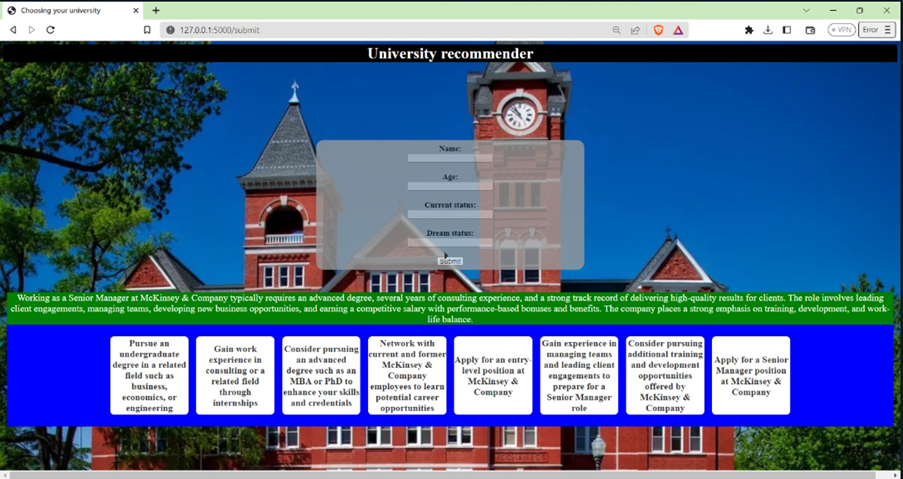 Choosing your university
127.0.0.1:5000/submit
VPN
Error
University recommender
Name:
Age:
Current status:
Dream status:
Submit
Working as a Senior Manager at McKinsey & Company typically requires an advanced degree, several years of consulting experience, and a strong track record of delivering high-quality results for clients. The role involves leading
client engagements, managing teams, developing new business opportunities, and earning a competitive salary with performance-based bonuses and benefits. The company places a strong emphasis on training, development, and work-
life balance.
Pursue an
undergraduate
degree in a related
field such as
business,
economics, or
engineering
Gain work
experience in
consulting or a
related field
through
internships
Consider pursuing
an advanced
degree such as an
MBA or PhD to
enhance your skills
and credentials
Network with
current and former
McKinsey &
Company
employees to learn
potential career
opportunities
Apply for an entry-
level position at
McKinsey &
Company
Gain experience in
managing teams
and leading client
engagements to
prepare for a
Senior Manager
role
Consider pursuing
additional training
and development
opportunities
offered by
McKinsey &
Company
Apply for a Senior
Manager position
at McKinsey &
Company